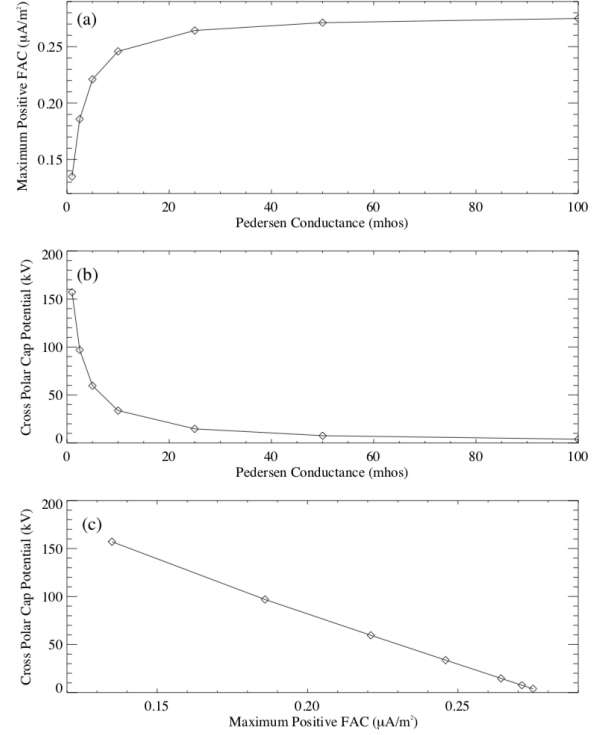 (a)
Maximum Positive FAC (μA/m²)
0.25
0.20
0.15
0 20 40 60 80 100
Pedersen Conductance (mhos)
(b)
Cross Polar Cap Potential (kV)
200
150
100
50
0
0 20 40 60 80 100
Pedersen Conductance (mhos)
(c)
Cross Polar Cap Potential (kV)
200
150
100
50
0
0.15 0.20 0.25
Maximum Positive FAC (μA/m²)